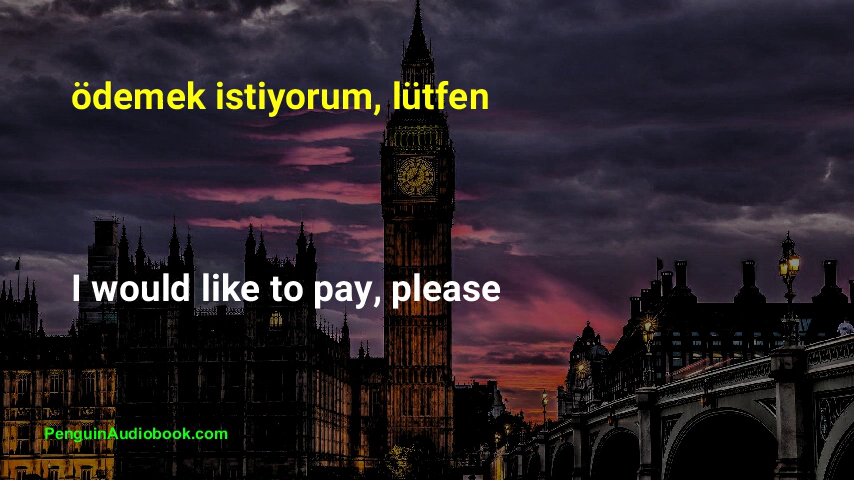 ödemek istiyorum, lütfen
I would like to pay, please
PenguinAudiobook.com